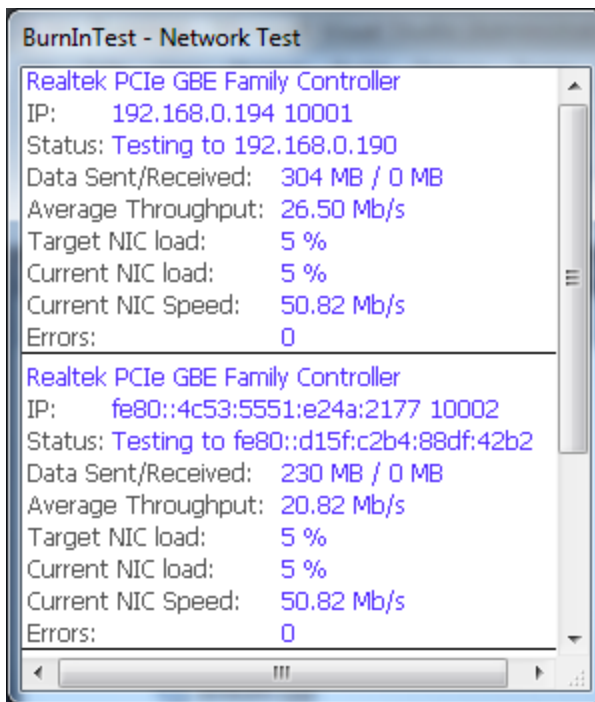 BurnInTest - Network Test
Realtek PCIe GBE Family Controller
IP: 192.168.0.194 10001
Status: Testing to 192.168.0.190
Data Sent/Received: 304 MB / 0 MB
Average Throughput: 26.50 Mb/s
Target NIC load: 5 %
Current NIC load: 5 %
Current NIC Speed: 50.82 Mb/s
Errors: 0
Realtek PCIe GBE Family Controller
IP: fe80::4c53:5551:e24a:2177 10002
Status: Testing to fe80::d15f:c2b4:88df:42b2
Data Sent/Received: 230 MB / 0 MB
Average Throughput: 20.82 Mb/s
Target NIC load: 5 %
Current NIC load: 5 %
Current NIC Speed: 50.82 Mb/s
Errors: 0